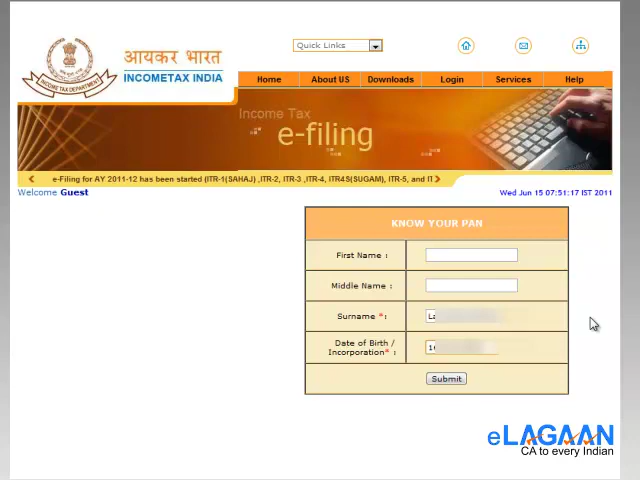 Quick Links
आयकर भारत
INCOMETAX INDIA
INCOME TAX DEPARTMENT
Home About US Downloads Login Services Help
Income Tax
e-filing
e-Filing for AY 2011-12 has been started (ITR-1(SAHAJ) ,ITR-2, ITR-3 ,ITR-4, ITR4S(SUGAM), ITR-5, and IT
Welcome Guest
Wed Jun 15 07:51:17 IST 2011
KNOW YOUR PAN
First Name :
Middle Name :
Surname *: La
Date of Birth /
Incorporation* :
Submit
eLAGAAN
CA to every Indian